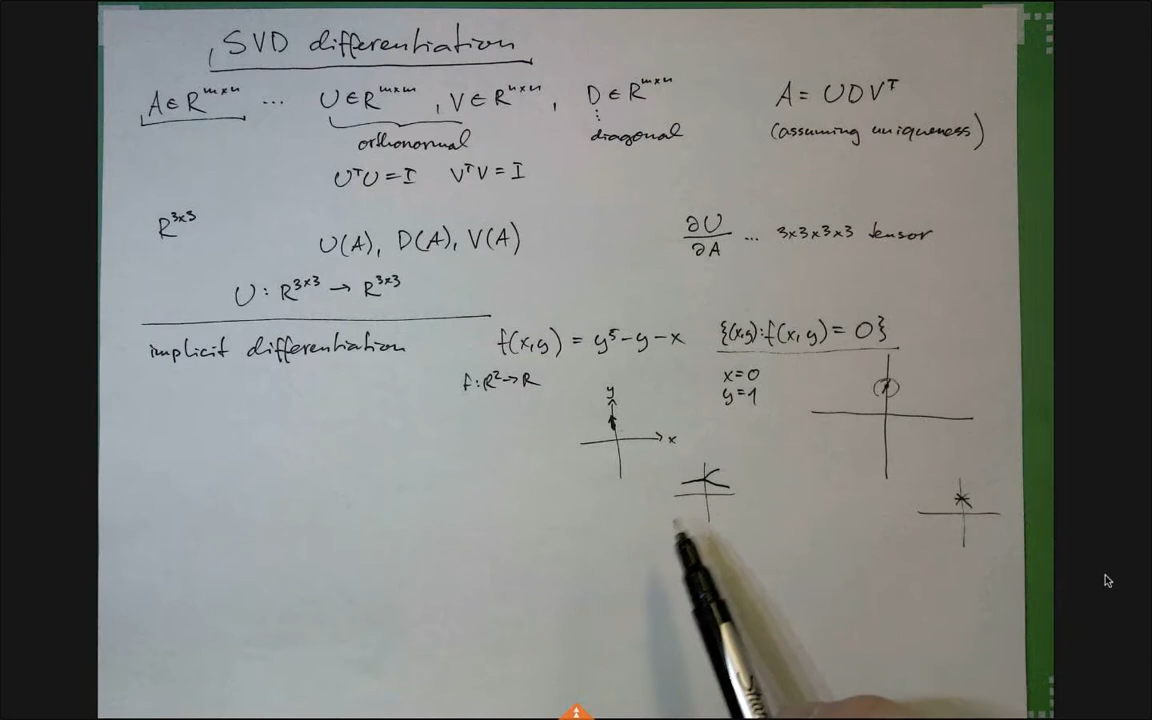 SVD differentiation
A ∈ R^{m×n} ... U ∈ R^{m×m}, V ∈ R^{n×n}, D ∈ R^{m×n} A = UDV^T
orthonormal diagonal (assuming uniqueness)
U^T U = I V^T V = I
R^{3×3} U(A), D(A), V(A) ∂U/∂A ... 3×3×3×3 tensor
U : R^{3×3} → R^{3×3}
implicit differentiation f(x,y) = y^5 - y - x {(x,y): f(x,y) = 0}
f: R^2 → R x=0
y=1
y
x